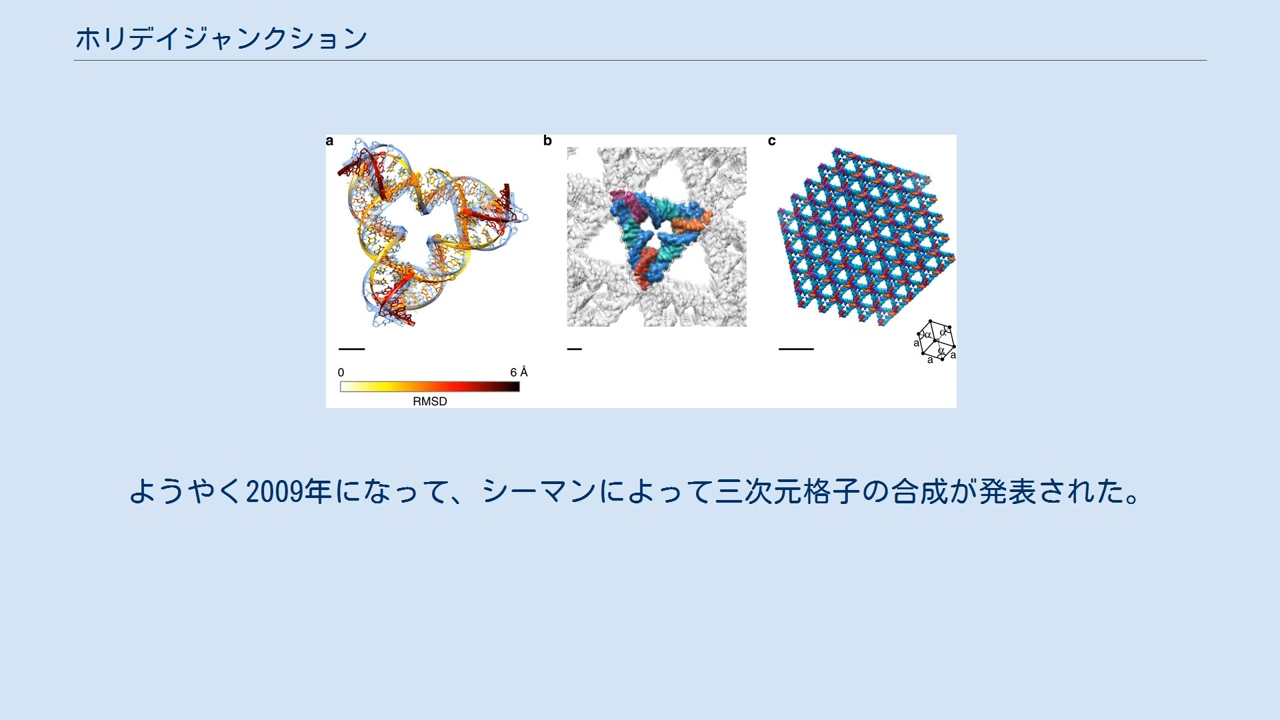 ホリデイジャンクション
a
b
c
0
6 Å
RMSD
α
α
α
a
a
a
ようやく2009年になって、シーマンによって三次元格子の合成が発表された。